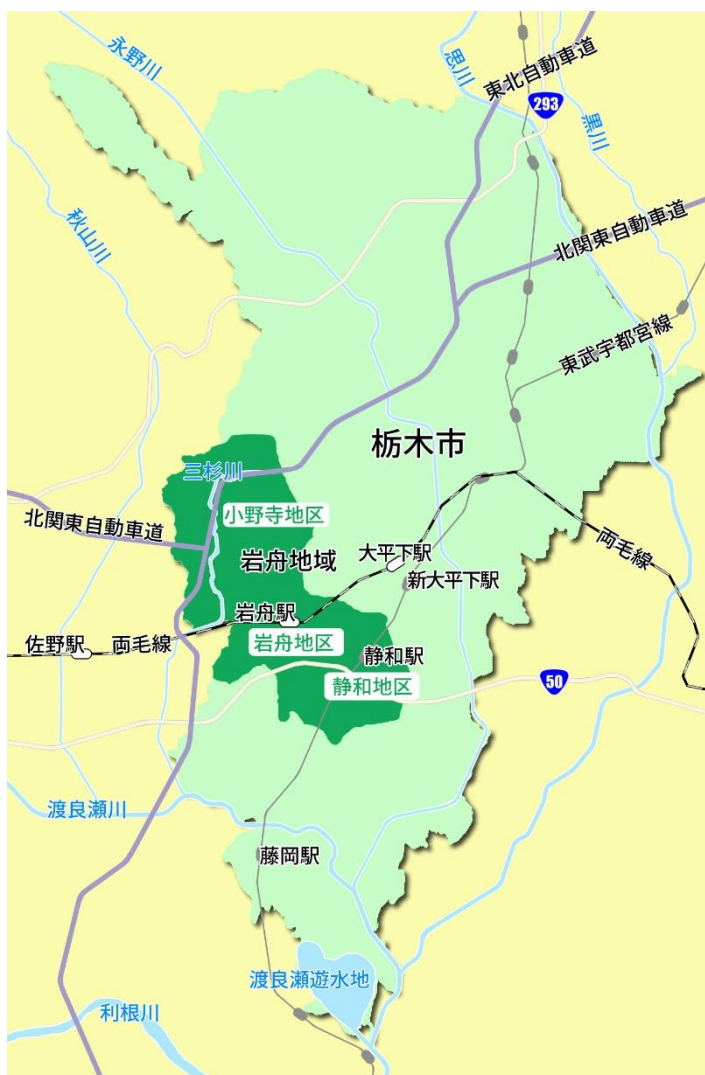 永野川
思川
東北自動車道
293
黒川
秋山川
北関東自動車道
東武宇都宮線
栃木市
三杉川
小野寺地区
北関東自動車道
岩舟地域
大平下駅
両毛線
新大平下駅
岩舟駅
佐野駅
両毛線
岩舟地区
静和駅
静和地区
50
渡良瀬川
藤岡駅
渡良瀬遊水地
利根川